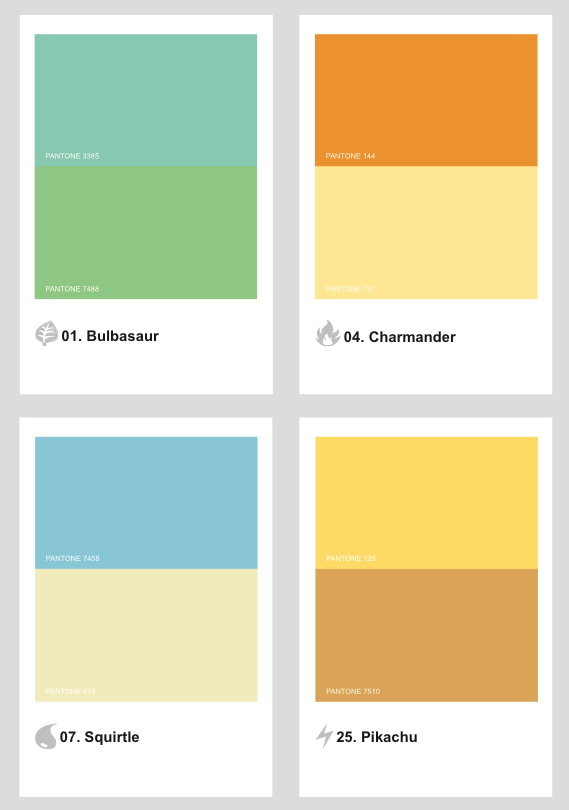 PANTONE 3385
PANTONE 7488
01. Bulbasaur
PANTONE 144
PANTONE 127
04. Charmander
PANTONE 7458
PANTONE 615
07. Squirtle
PANTONE 129
PANTONE 7510
25. Pikachu